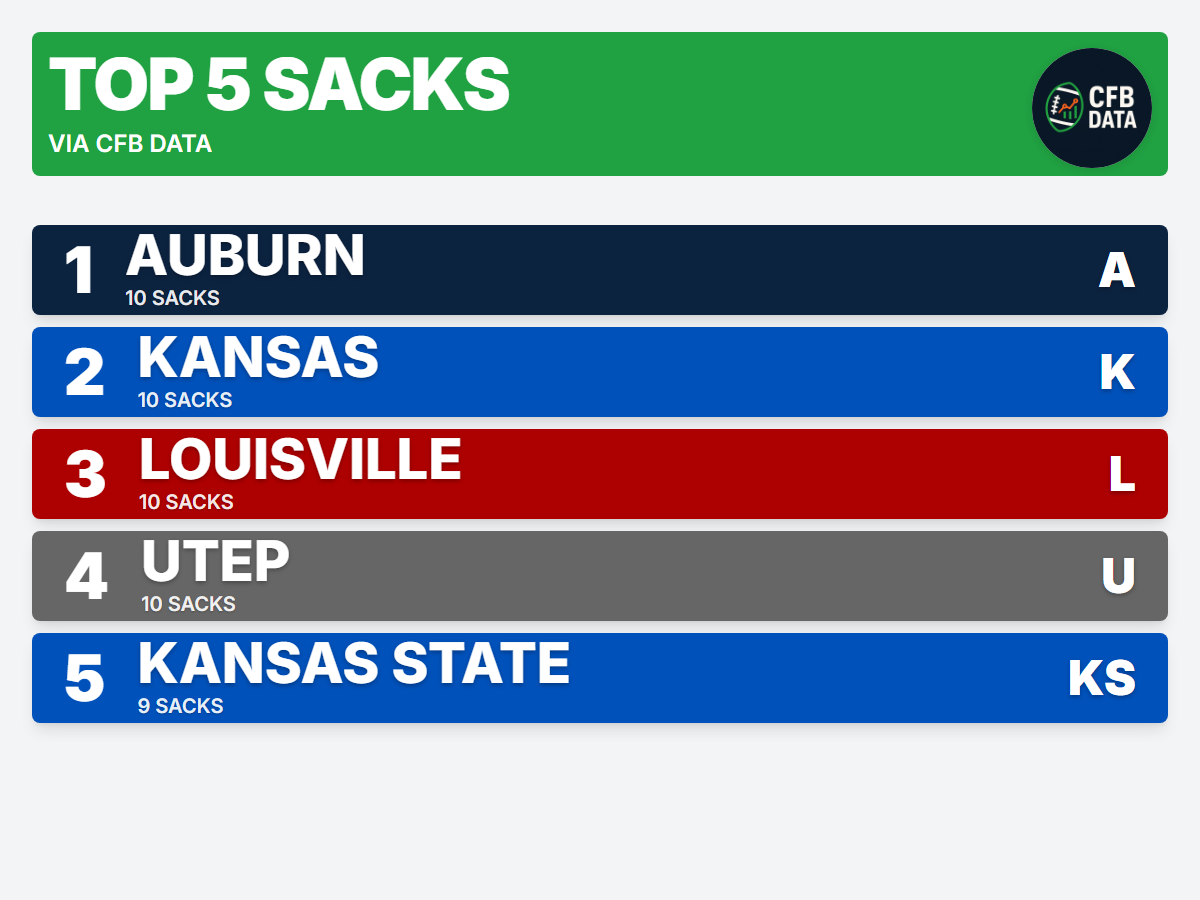 TOP 5 SACKS
VIA CFB DATA
CFB
DATA
1
AUBURN
10 SACKS
A
2
KANSAS
10 SACKS
K
3
LOUISVILLE
10 SACKS
L
4
UTEP
10 SACKS
U
5
KANSAS STATE
9 SACKS
KS